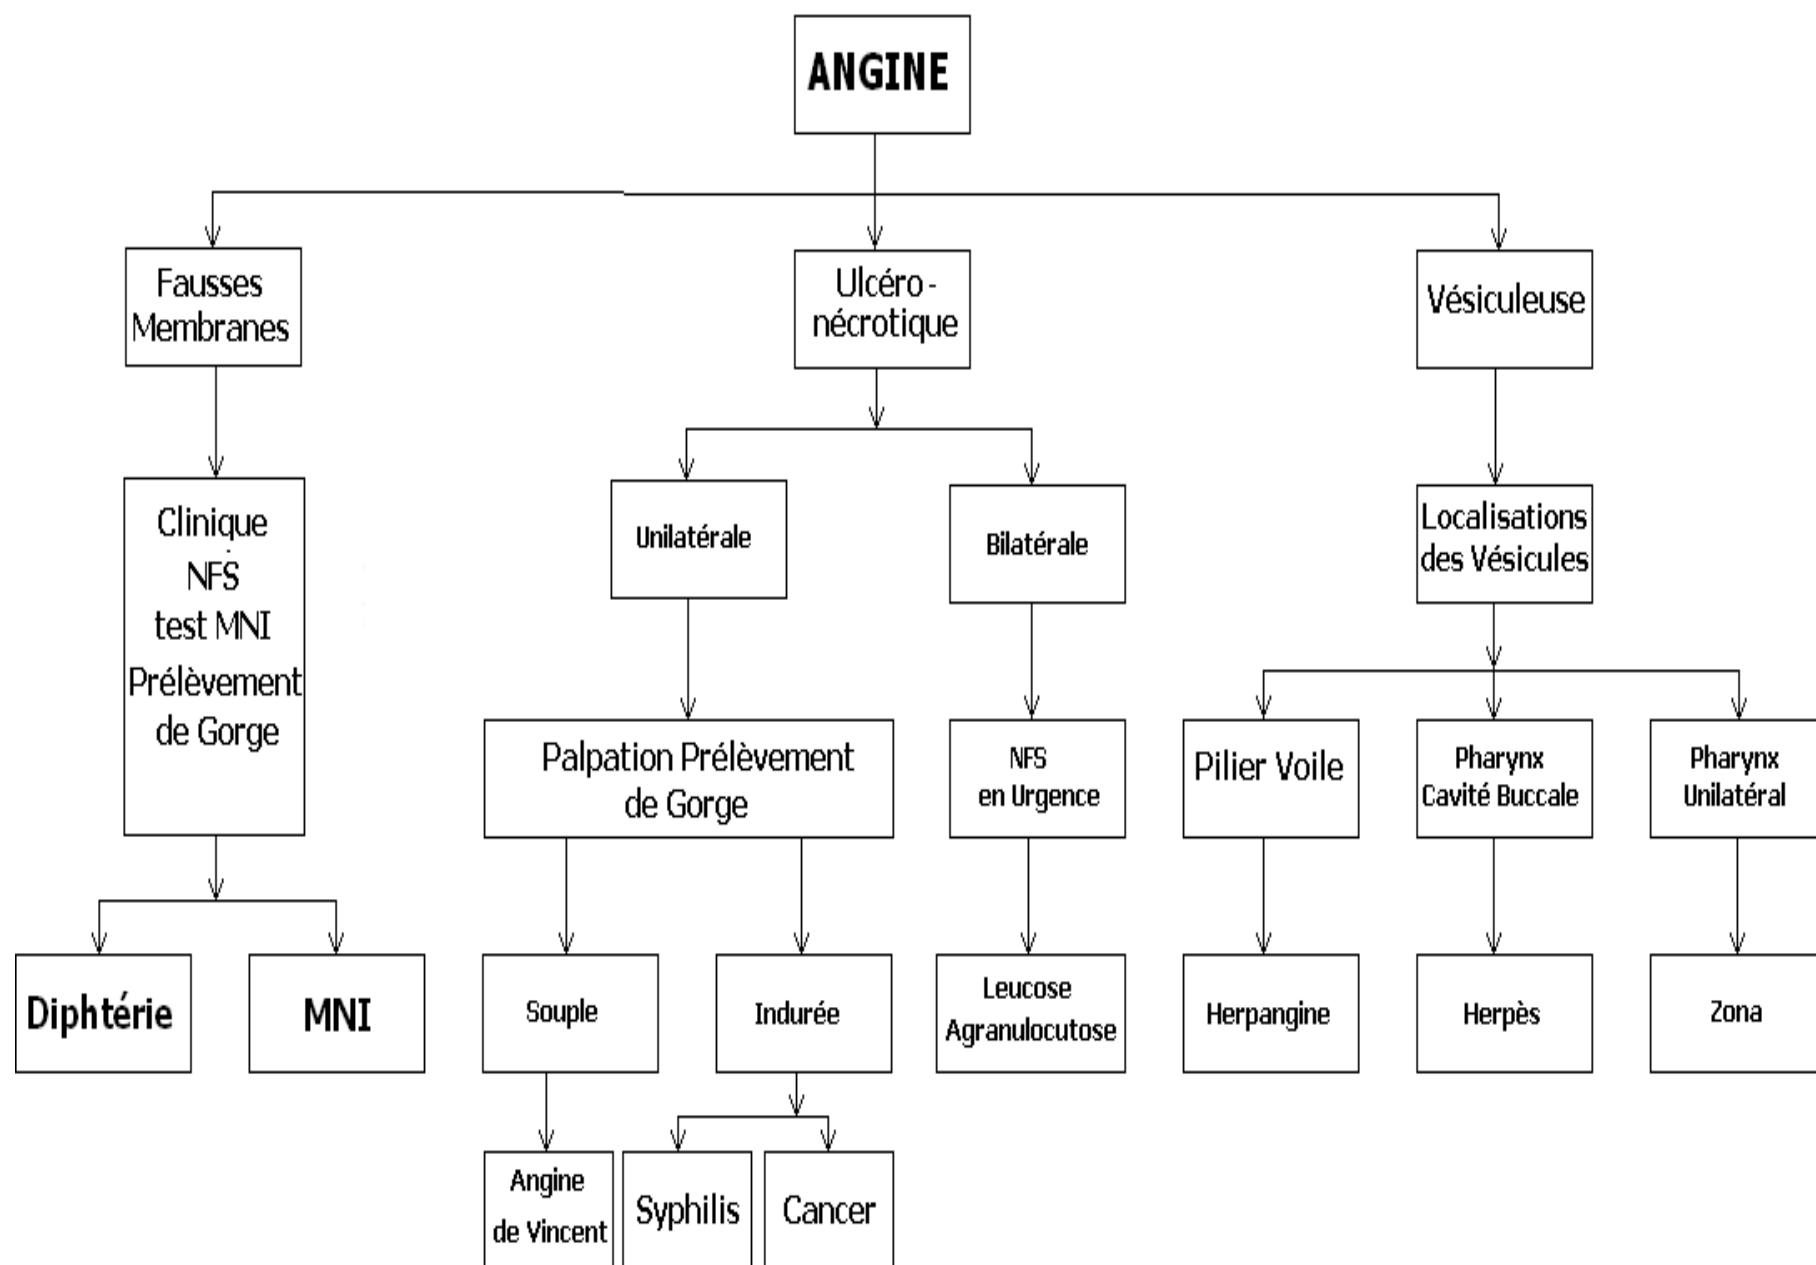 ANGINE
Fausses
Membranes
Ulcéro -
nécrotique
Vésiculeuse
Clinique
NFS
test MNI
Prélèvement
de Gorge
Unilatérale
Bilatérale
Localisations
des Vésicules
Palpation Prélèvement
de Gorge
NFS
en Urgence
Pilier Voile
Pharynx
Cavité Buccale
Pharynx
Unilatéral
Diphtérie
MNI
Souple
Indurée
Leucose
Agranulocutose
Herpangine
Herpès
Zona
Angine
de Vincent
Syphilis
Cancer